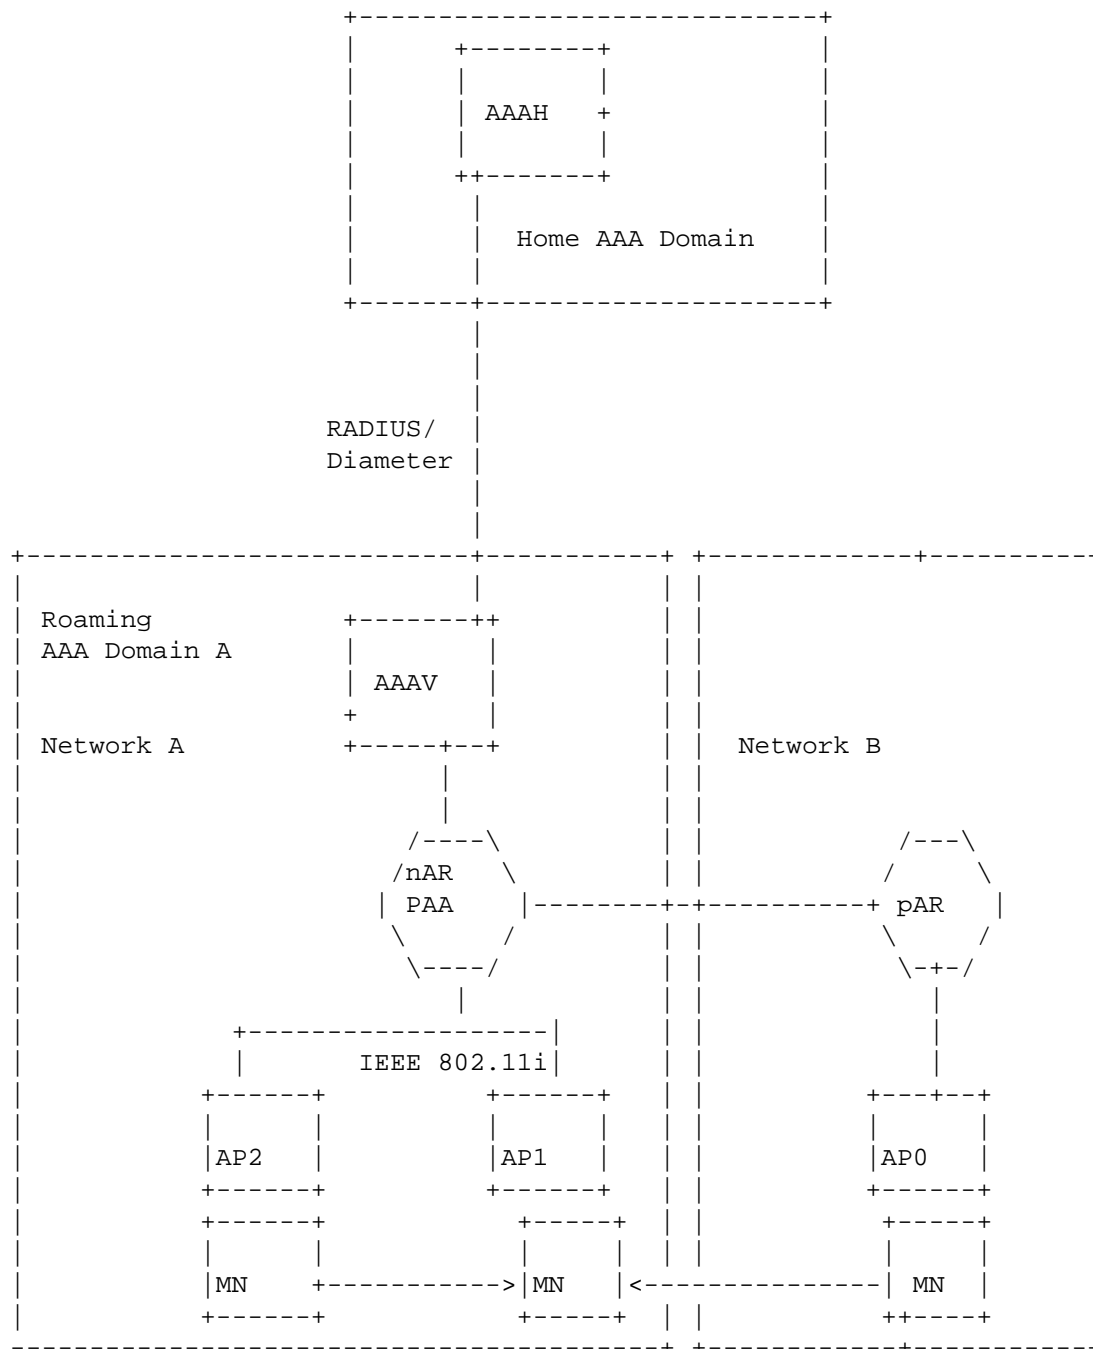 AAAH
Home AAA Domain
RADIUS/
Diameter
Roaming
AAA Domain A
AAAV
Network A
Network B
nAR
PAA
pAR
IEEE 802.11i
AP2
AP1
AP0
MN
MN
MN